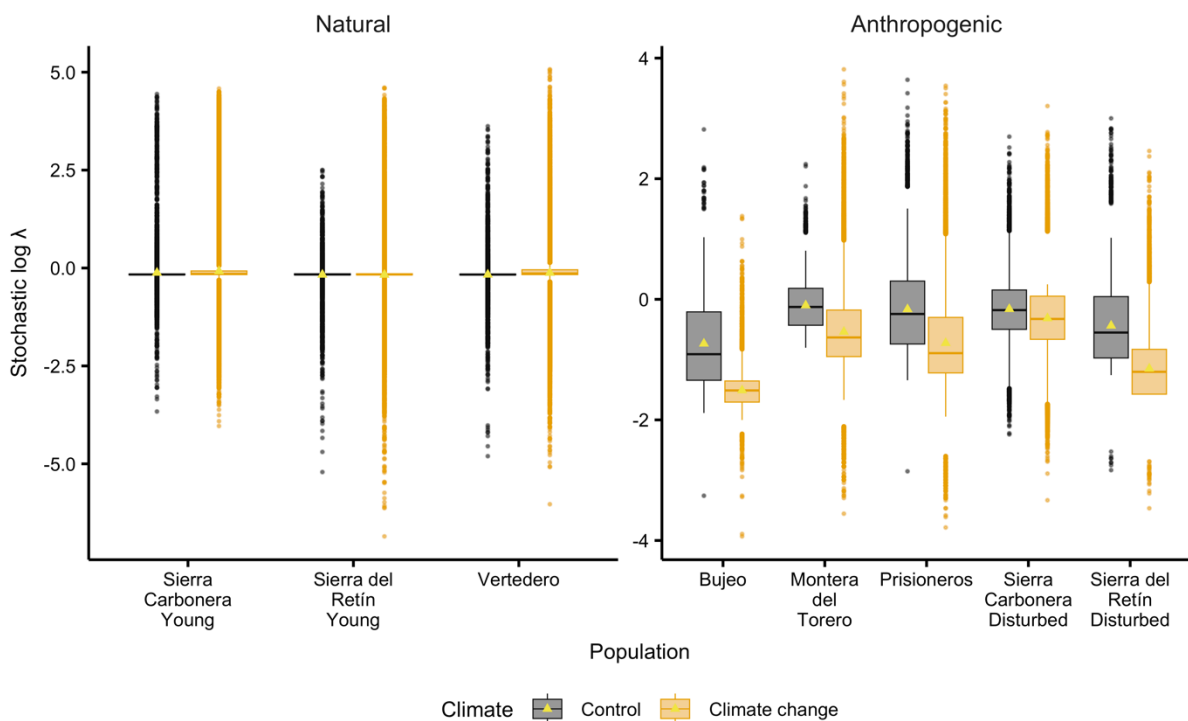 Natural
Anthropogenic
Stochastic log λ
5.0
2.5
0.0
-2.5
-5.0
4
2
0
-2
-4
Sierra
Carbonera
Young
Sierra del
Retín
Young
Vertedero
Bujeo
Montera
del
Torero
Prisioneros
Sierra
Carbonera
Disturbed
Sierra del
Retín
Disturbed
Population
Climate Control Climate change